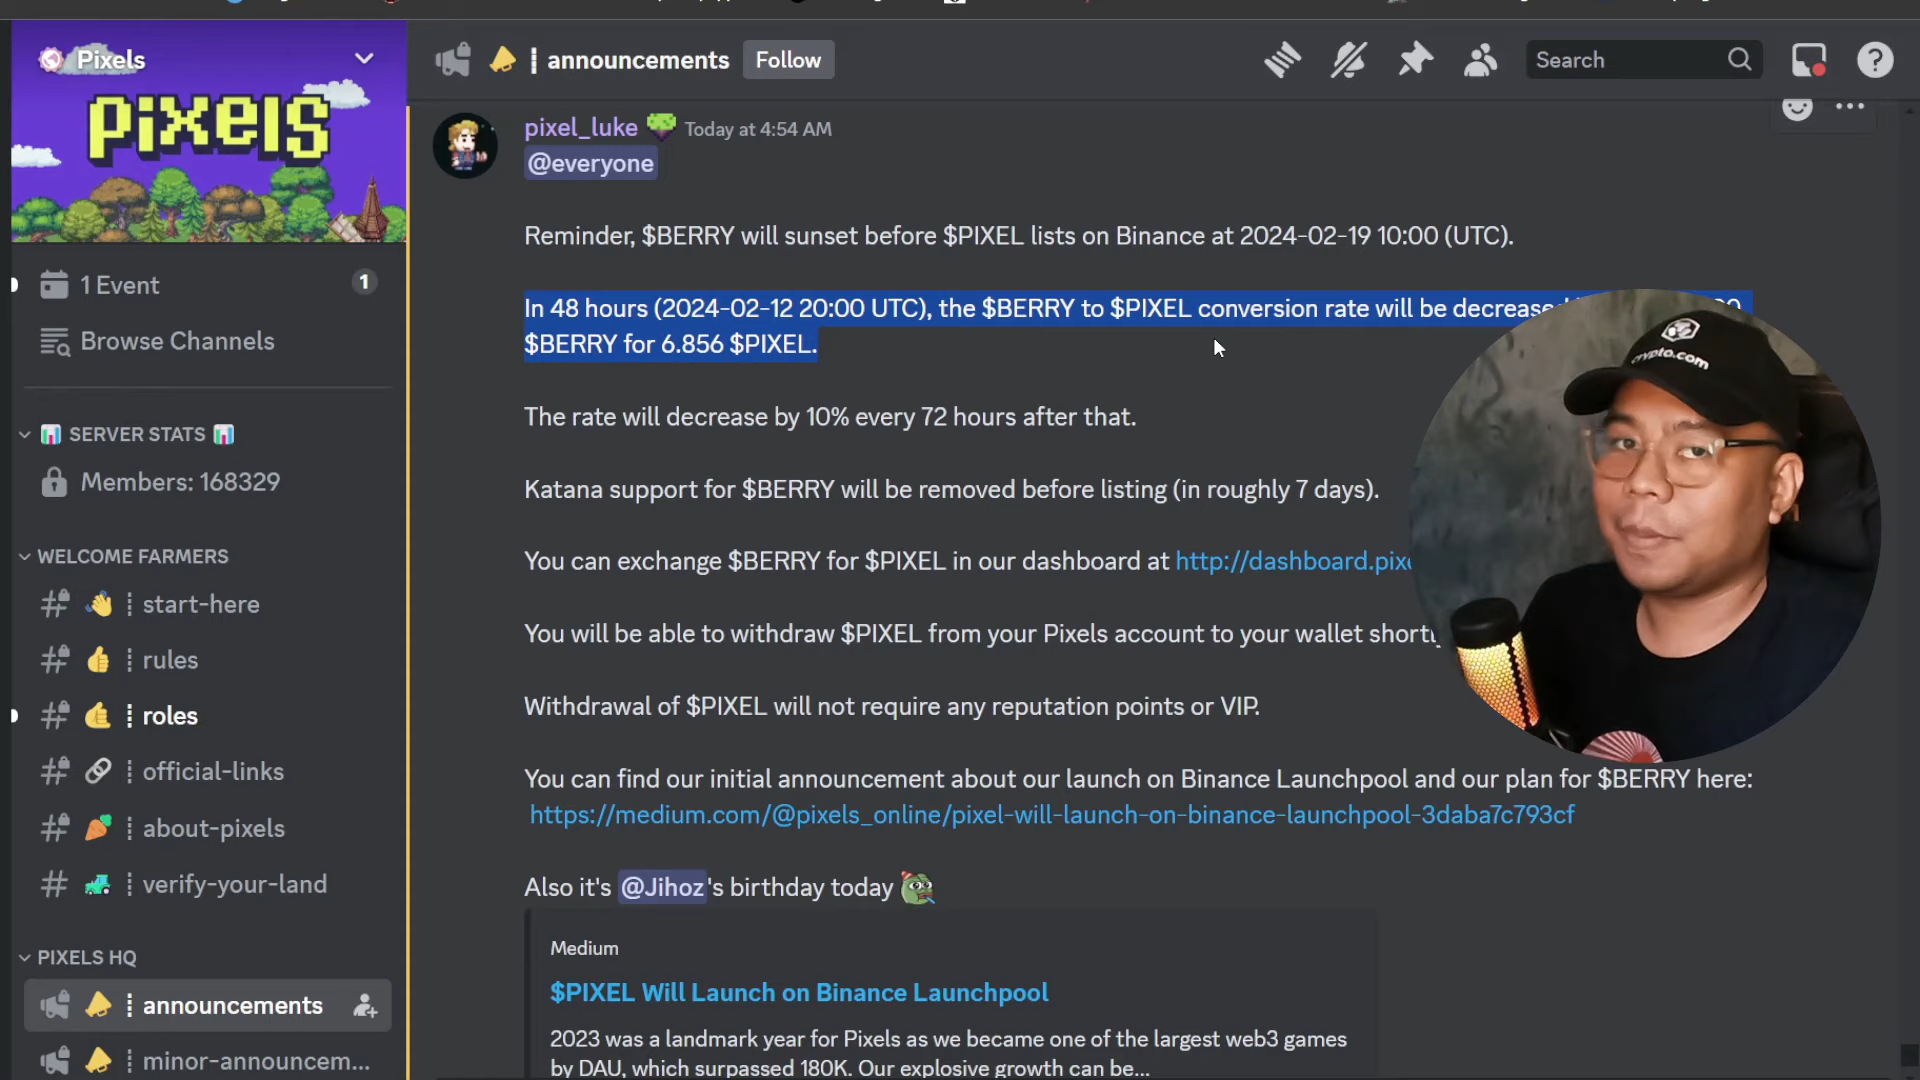 Pixels
pixels
1 Event
1
Browse Channels
SERVER STATS
Members: 168329
WELCOME FARMERS
start-here
rules
roles
official-links
about-pixels
verify-your-land
PIXELS HQ
announcements
minor-announcem...
announcements
Follow
Search
pixel_luke Today at 4:54 AM
@everyone
Reminder, $BERRY will sunset before $PIXEL lists on Binance at 2024-02-19 10:00 (UTC).
In 48 hours (2024-02-12 20:00 UTC), the $BERRY to $PIXEL conversion rate will be
$BERRY for 6.856 $PIXEL.
The rate will decrease by 10% every 72 hours after that.
Katana support for $BERRY will be removed before listing (in roughly 7 days).
You can exchange $BERRY for $PIXEL in our dashboard at
You will be able to withdraw $PIXEL from your Pixels account to your wallet
Withdrawal of $PIXEL will not require any reputation points or VIP.
You can find our initial announcement about our launch on Binance Launchpool and our plan for $BERRY here:
https://medium.com/@pixels_online/pixel-will-launch-on-binance-launchpool-3daba7c793cf
Also it's @Jihoz's birthday today
Medium
$PIXEL Will Launch on Binance Launchpool
2023 was a landmark year for Pixels as we became one of the largest web3 games
by DAU, which surpassed 180K. Our explosive growth can be...
crypto.com